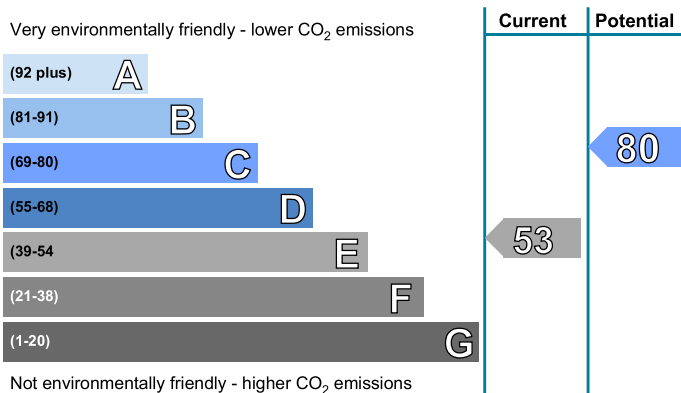 Current Potential
Very environmentally friendly - lower CO2 emissions
(92 plus) A
(81-91) B
(69-80) C
80
(55-68) D
(39-54 E
53
(21-38) F
(1-20) G
Not environmentally friendly - higher CO2 emissions